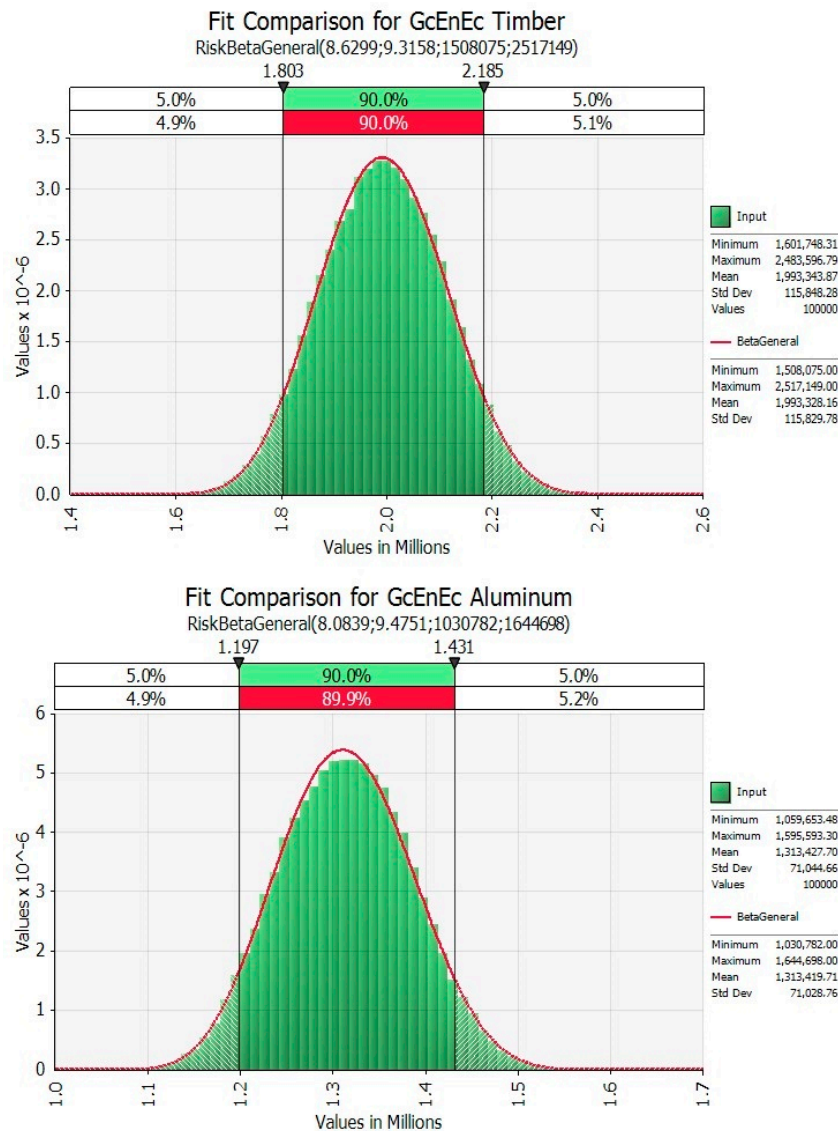 Fit Comparison for GcEnEc Timber
RiskBetaGeneral(8.6299;9.3158;1508075;2517149)
1.803 2.185
5.0% 90.0% 5.0%
4.9% 90.0% 5.1%
3.5
3.0
2.5
2.0
1.5
1.0
0.5
0.0
Values x 10^-6
1.4 1.6 1.8 2.0 2.2 2.4 2.6
Values in Millions
Input
Minimum 1,601,748.31
Maximum 2,483,596.79
Mean 1,993,343.87
Std Dev 115,848.28
Values 100000
BetaGeneral
Minimum 1,508,075.00
Maximum 2,517,149.00
Mean 1,993,328.16
Std Dev 115,829.78
Fit Comparison for GcEnEc Aluminum
RiskBetaGeneral(8.0839;9.4751;1030782;1644698)
1.197 1.431
5.0% 90.0% 5.0%
4.9% 89.9% 5.2%
6
5
4
3
2
1
0
Values x 10^-6
1.0 1.1 1.2 1.3 1.4 1.5 1.6 1.7
Values in Millions
Input
Minimum 1,059,653.48
Maximum 1,595,593.30
Mean 1,313,427.70
Std Dev 71,044.66
Values 100000
BetaGeneral
Minimum 1,030,782.00
Maximum 1,644,698.00
Mean 1,313,419.71
Std Dev 71,028.76